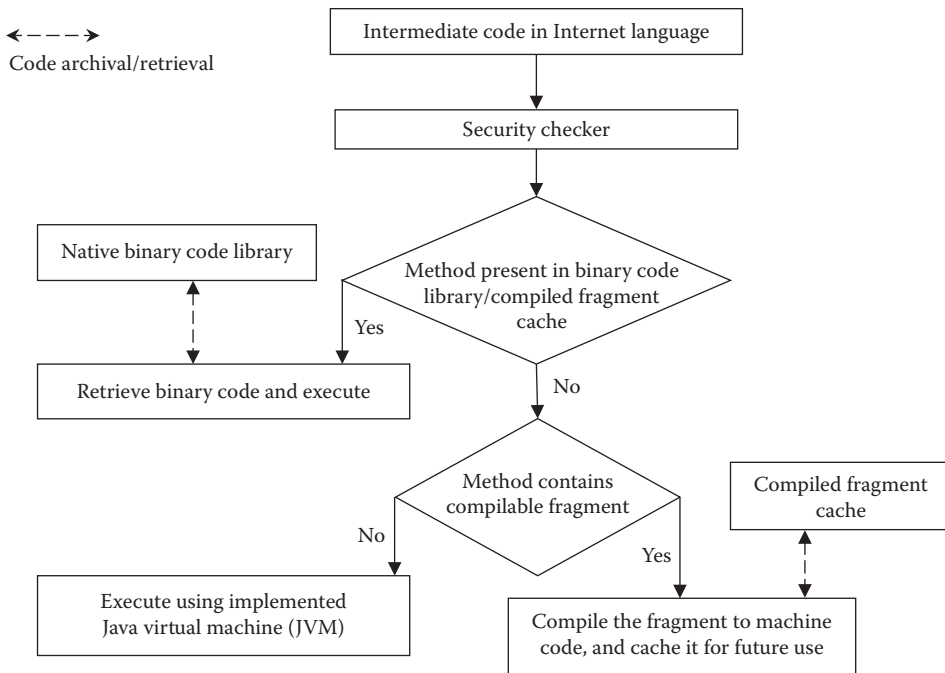 Intermediate code in Internet language
Code archival/retrieval
Security checker
Native binary code library
Method present in binary code
library/compiled fragment
cache
Yes
Retrieve binary code and execute
No
Method contains
compilable fragment
Compiled fragment
cache
No
Yes
Execute using implemented
Java virtual machine (JVM)
Compile the fragment to machine
code, and cache it for future use